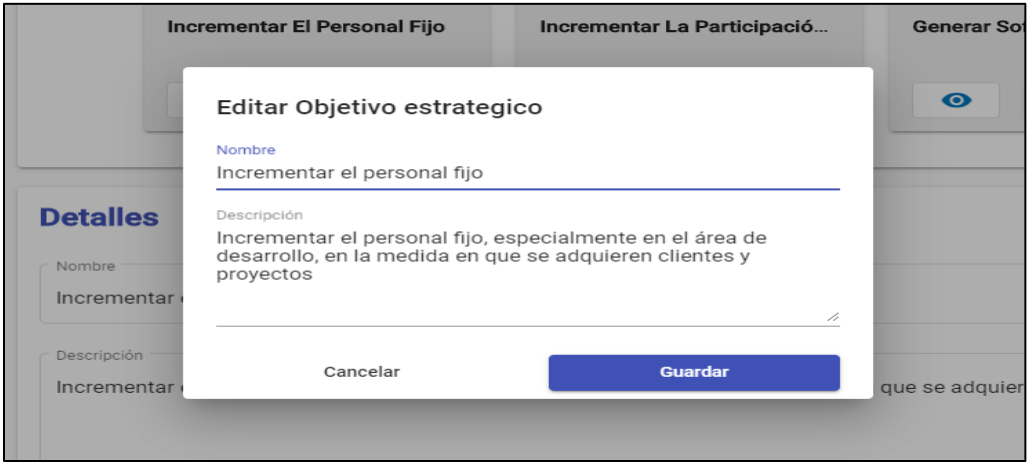 Incrementar El Personal Fijo
Incrementar La Participació...
Generar
Editar Objetivo estrategico
Nombre
Incrementar el personal fijo
Descripción
Incrementar el personal fijo, especialmente en el área de
desarrollo, en la medida en que se adquieren clientes y
proyectos
Cancelar
Guardar
Detalles
Nombre
Incrementar
Descripción
Incrementar
que se